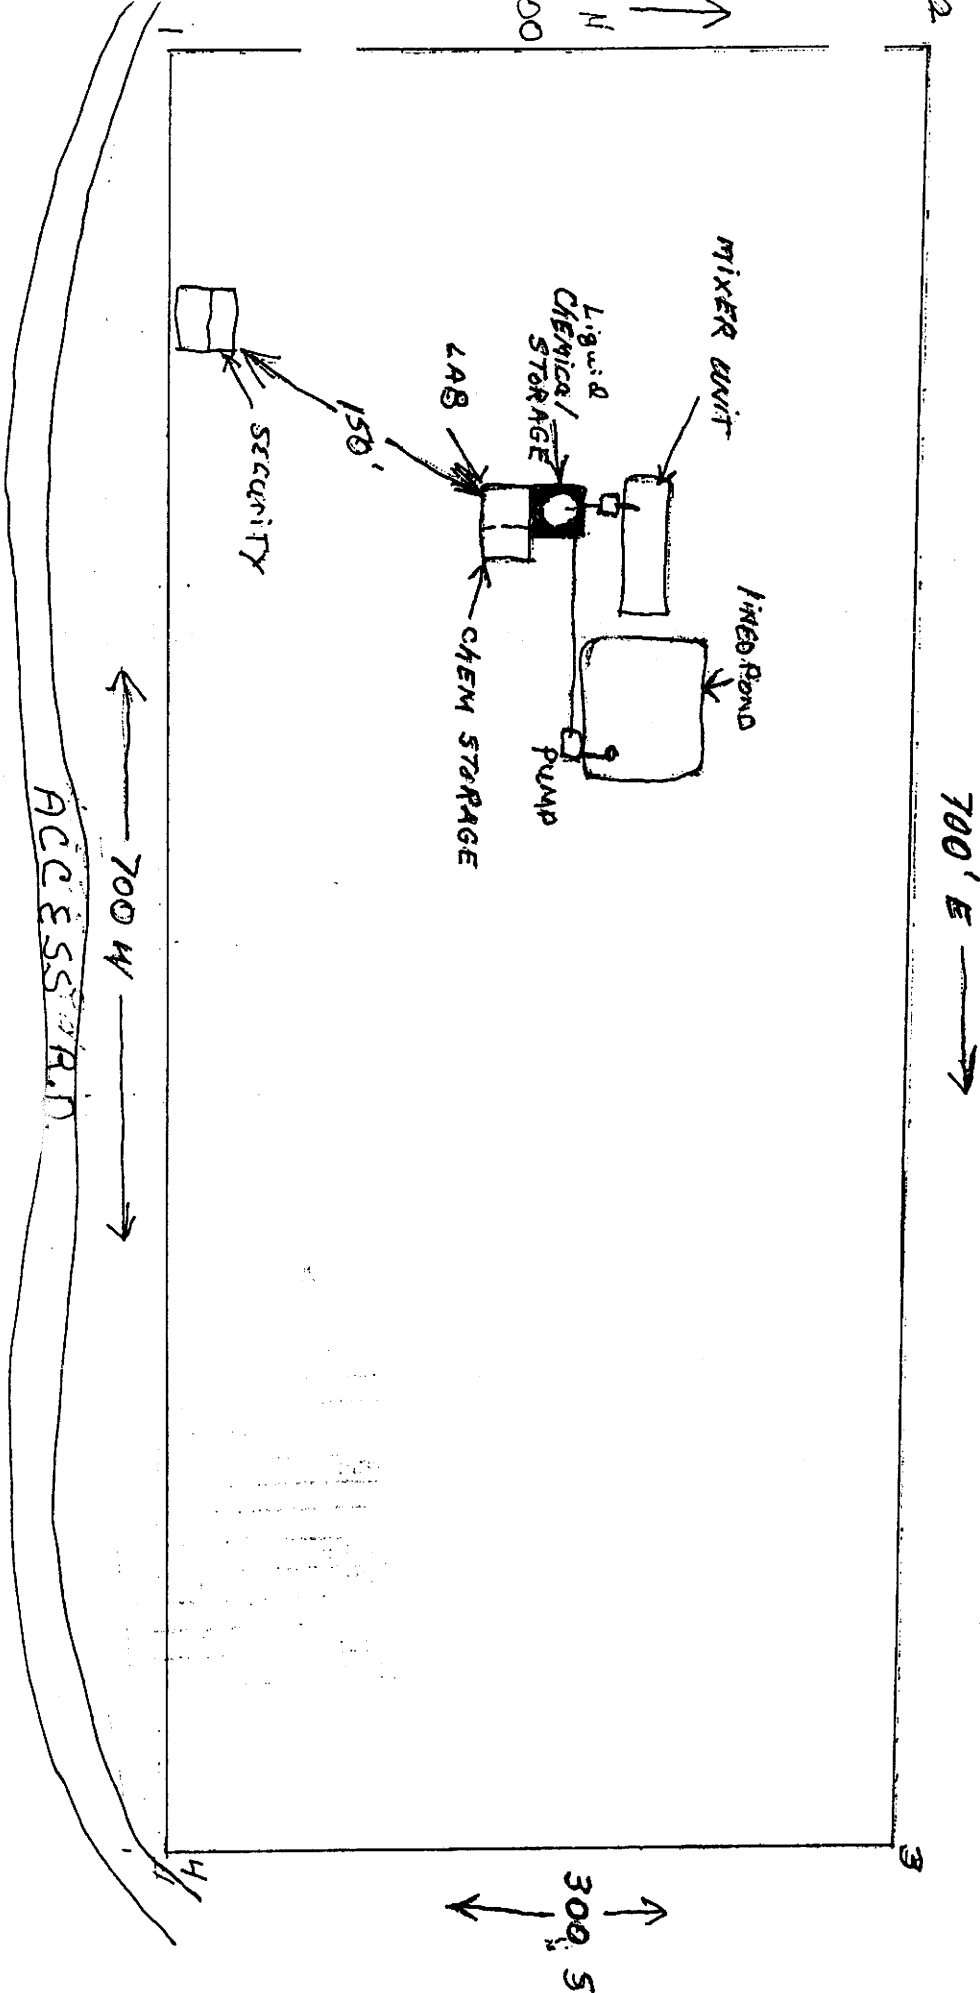 700' E
2
3
LINED POND
MIXER UNIT
N
00
300' S
Liquid
CHEMICAL
STORAGE
PUMP
LAB
CHEM STORAGE
150'
SECURITY
1
4
700 W
ACCESS RD